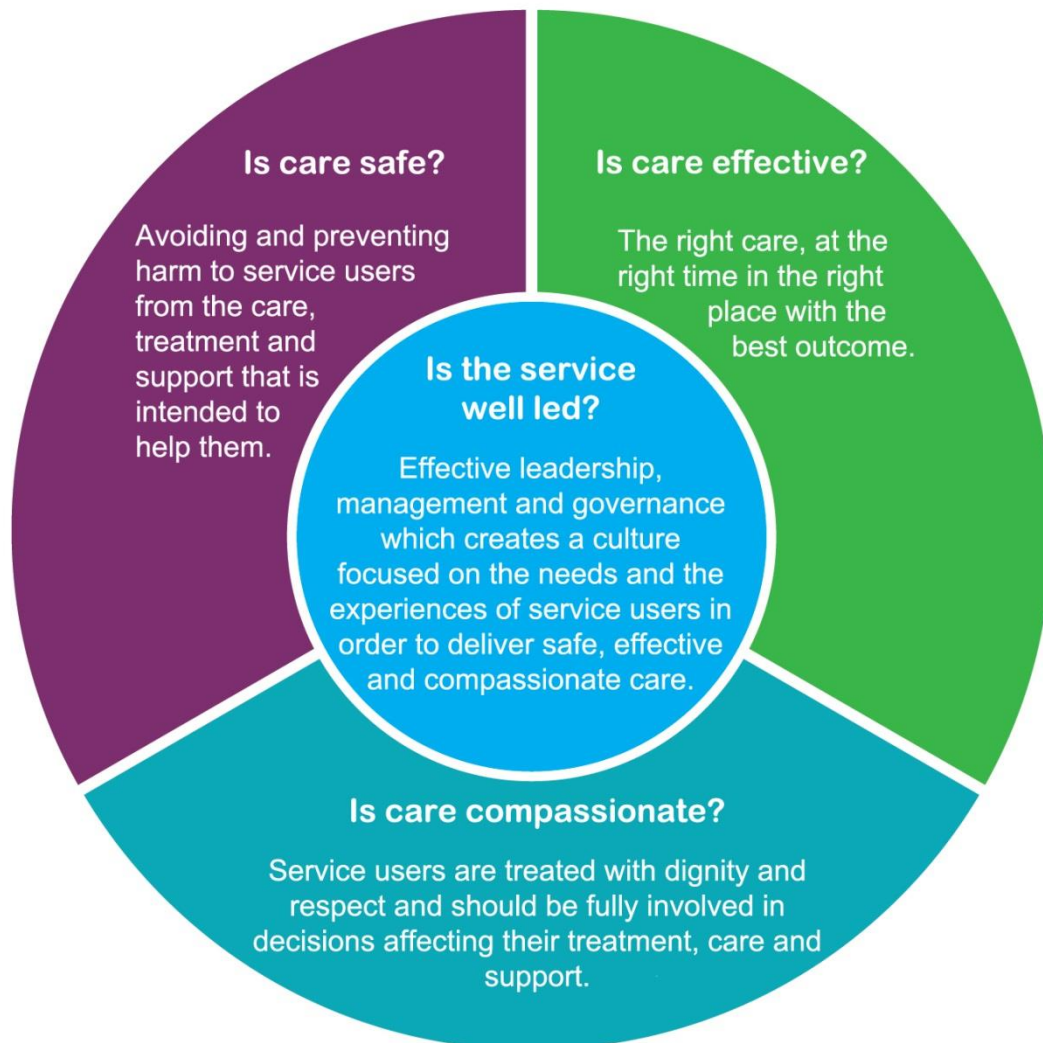 Is care safe?
Avoiding and preventing
harm to service users
from the care,
treatment and
support that is
intended to
help them.
Is care effective?
The right care, at the
right time in the right
place with the
best outcome.
Is the service
well led?
Effective leadership,
management and governance
which creates a culture
focused on the needs and the
experiences of service users in
order to deliver safe, effective
and compassionate care.
Is care compassionate?
Service users are treated with dignity and
respect and should be fully involved in
decisions affecting their treatment, care and
support.